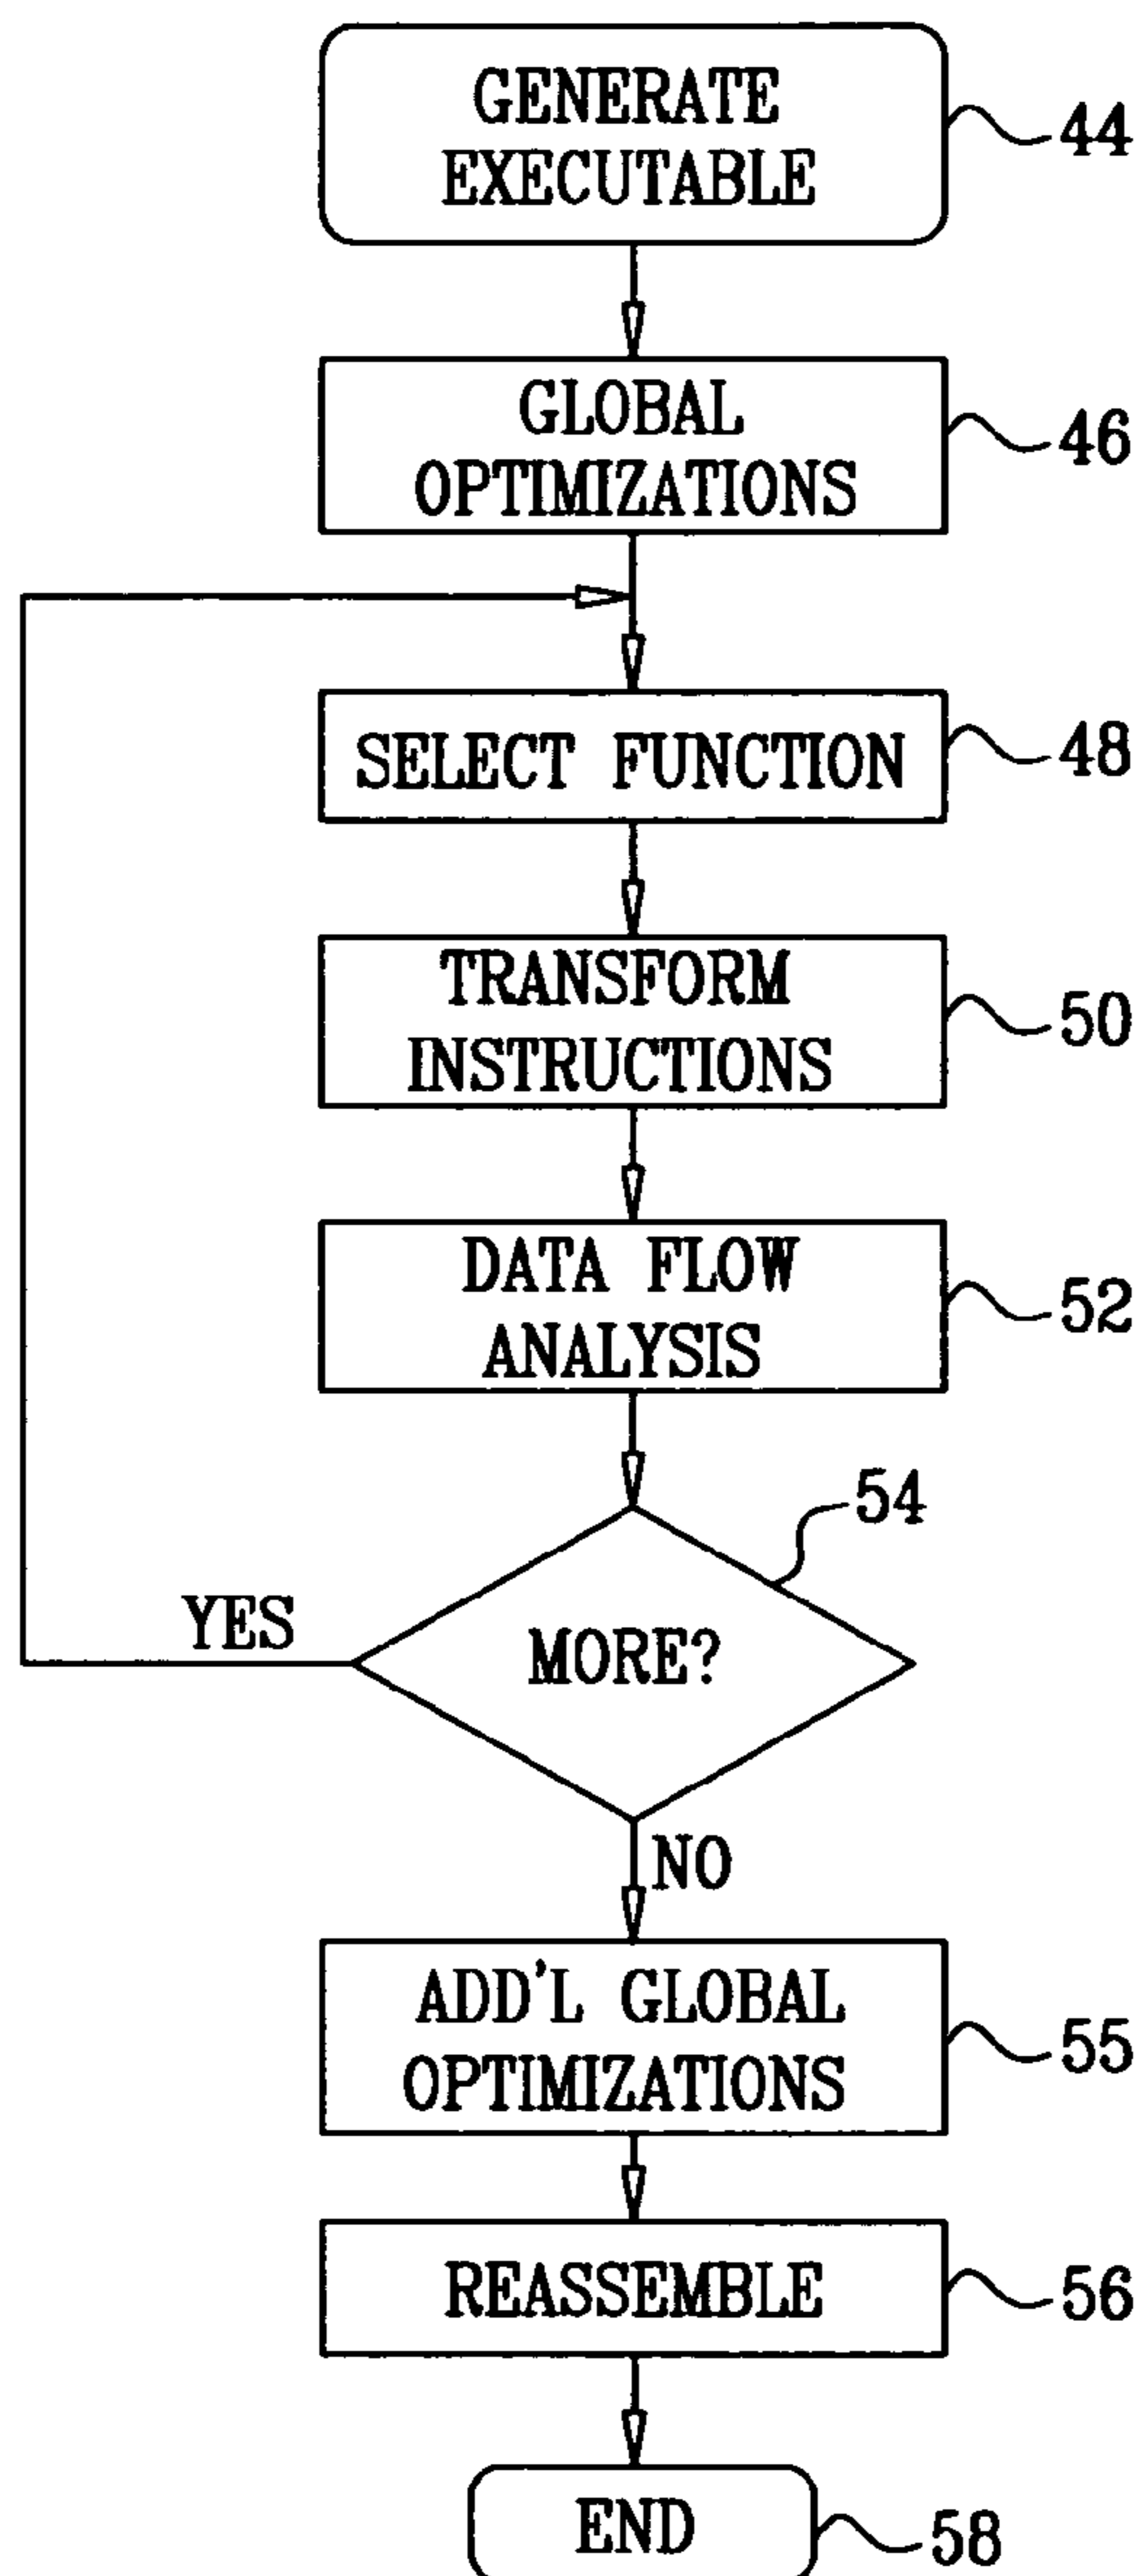 GENERATE
EXECUTABLE
44
GLOBAL
OPTIMIZATIONS
46
SELECT FUNCTION
48
TRANSFORM
INSTRUCTIONS
50
DATA FLOW
ANALYSIS
52
54
YES
MORE?
NO
ADD'L GLOBAL
OPTIMIZATIONS
55
REASSEMBLE
56
END
58